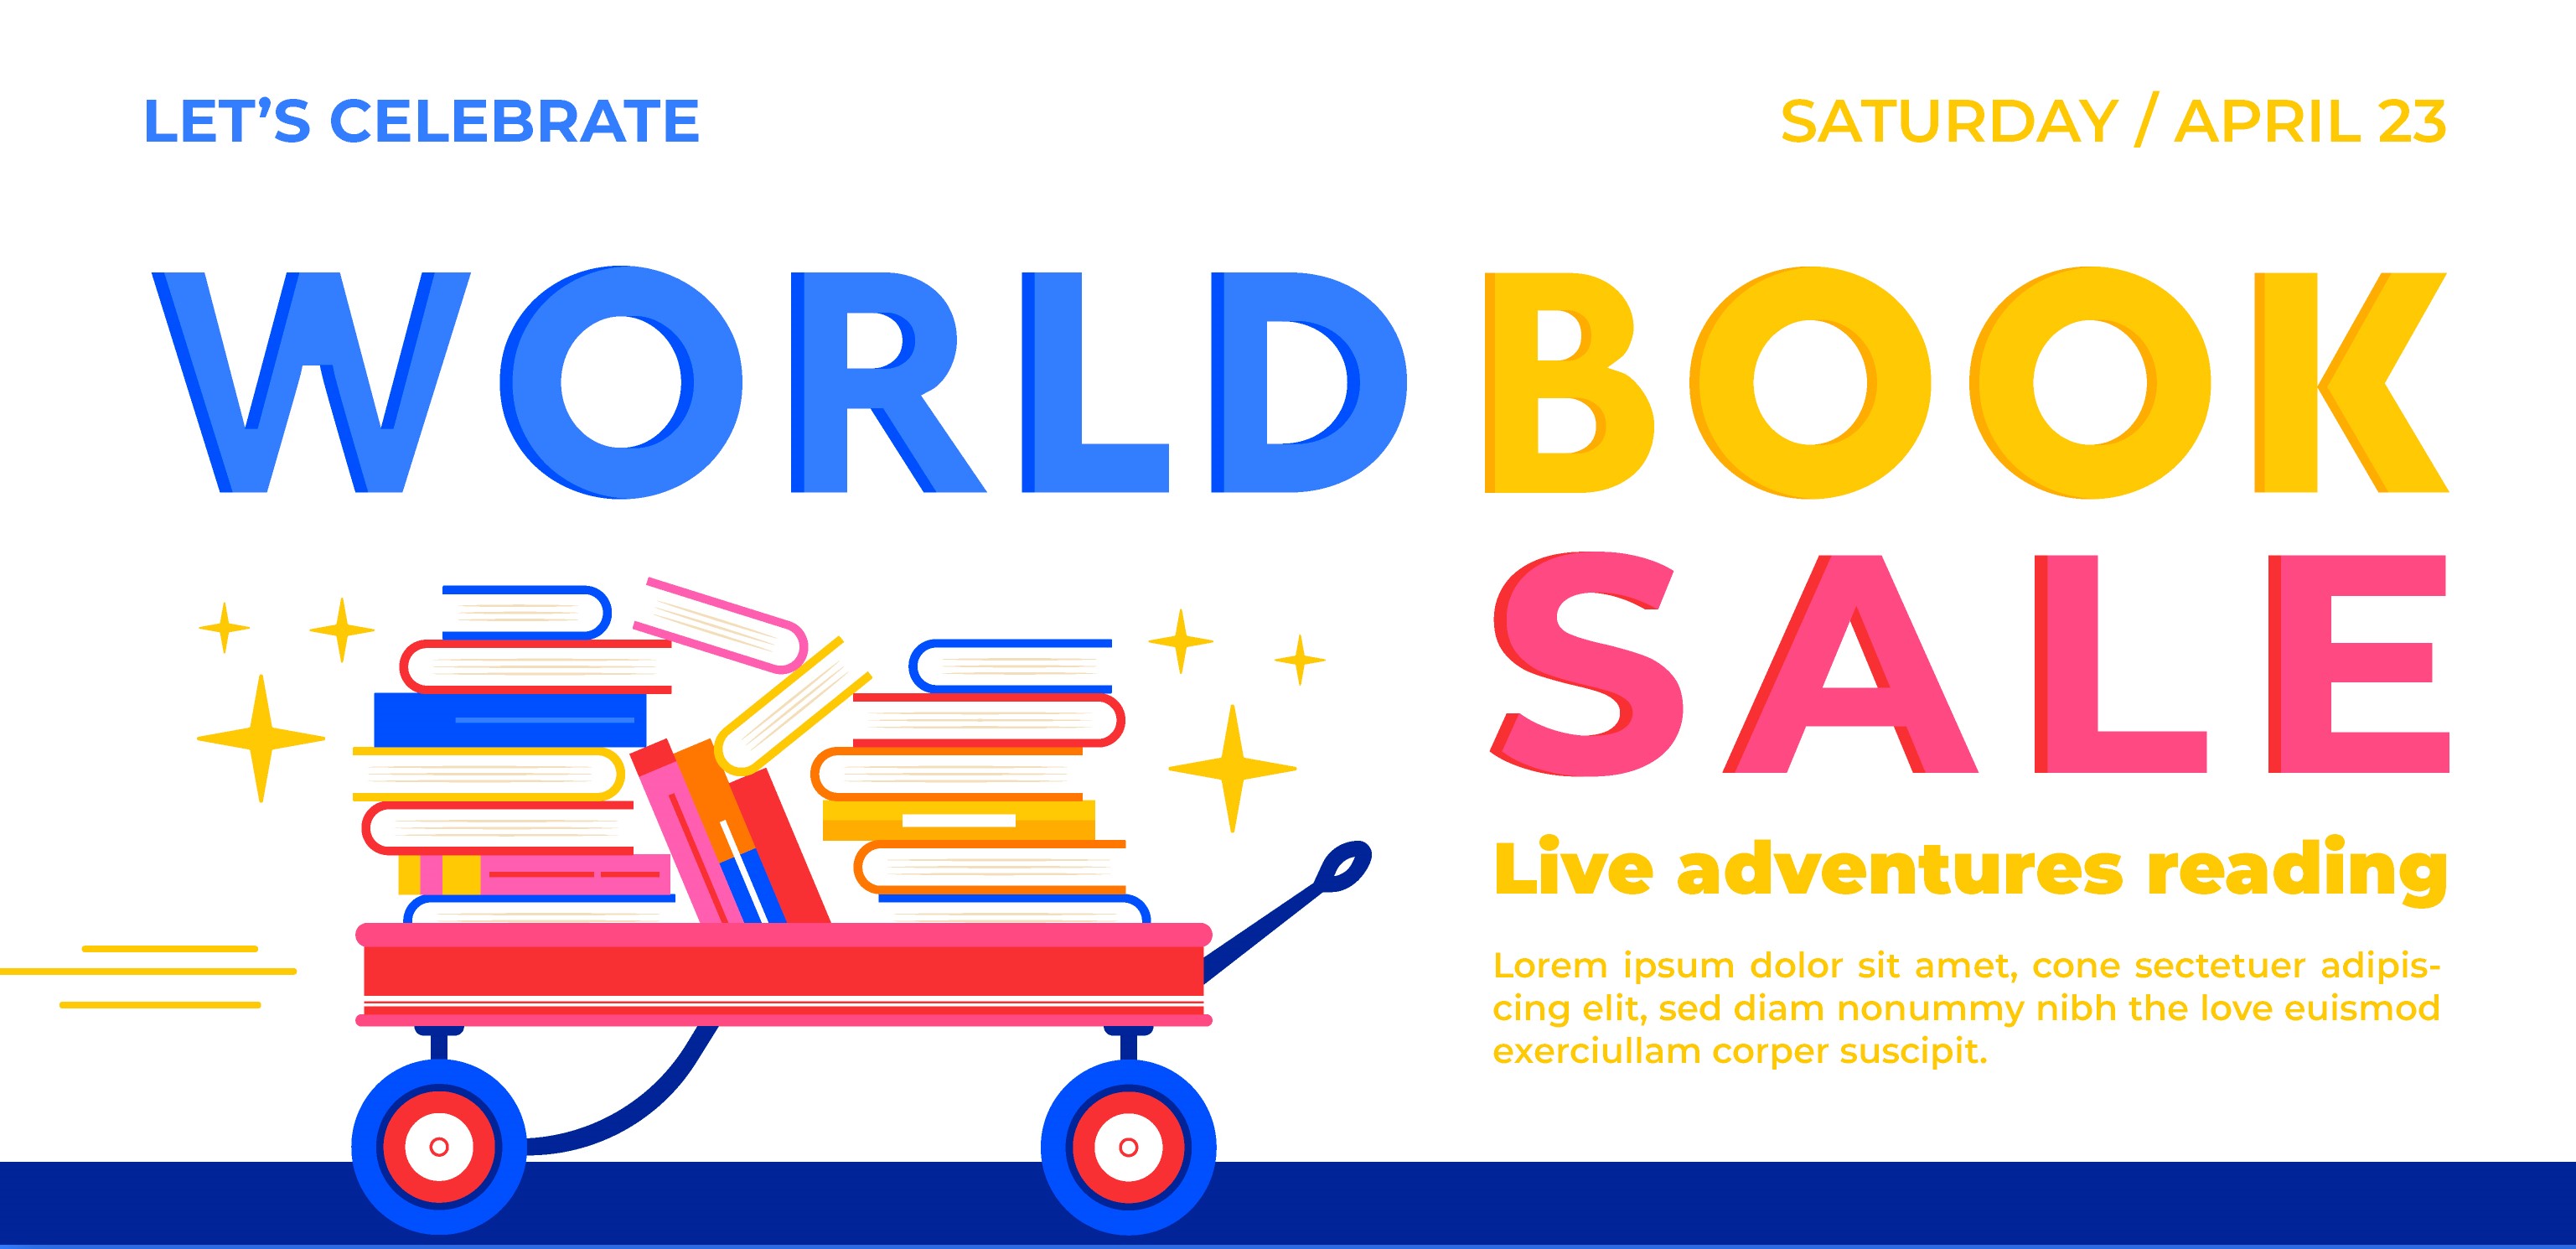 LET’S CELEBRATE
SATURDAY / APRIL 23
WORLD BOOK
SALE
Live adventures reading
Lorem ipsum dolor sit amet, cone sectetuer adipis-
cing elit, sed diam nonummy nibh the love euismod
exerciullam corper suscipit.